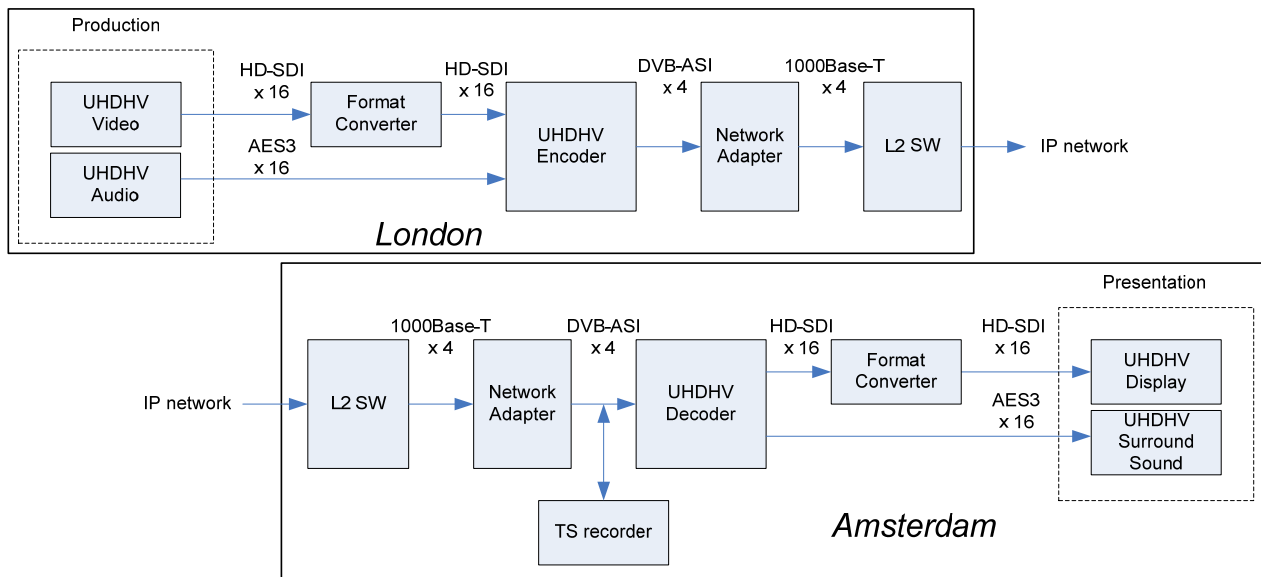 Production
UHDHV
Video
UHDHV
Audio
HD-SDI
x 16
AES3
x 16
Format
Converter
HD-SDI
x 16
UHDHV
Encoder
DVB-ASI
x 4
Network
Adapter
1000Base-T
x 4
L2 SW
IP network
London
IP network
L2 SW
1000Base-T
x 4
Network
Adapter
DVB-ASI
x 4
TS recorder
UHDHV
Decoder
HD-SDI
x 16
Format
Converter
HD-SDI
x 16
AES3
x 16
Presentation
UHDHV
Display
UHDHV
Surround
Sound
Amsterdam